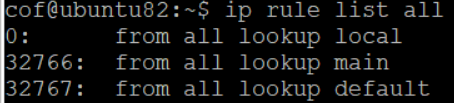 cof@ubuntu82:~$ ip rule list all
0:      from all lookup local
32766:  from all lookup main
32767:  from all lookup default